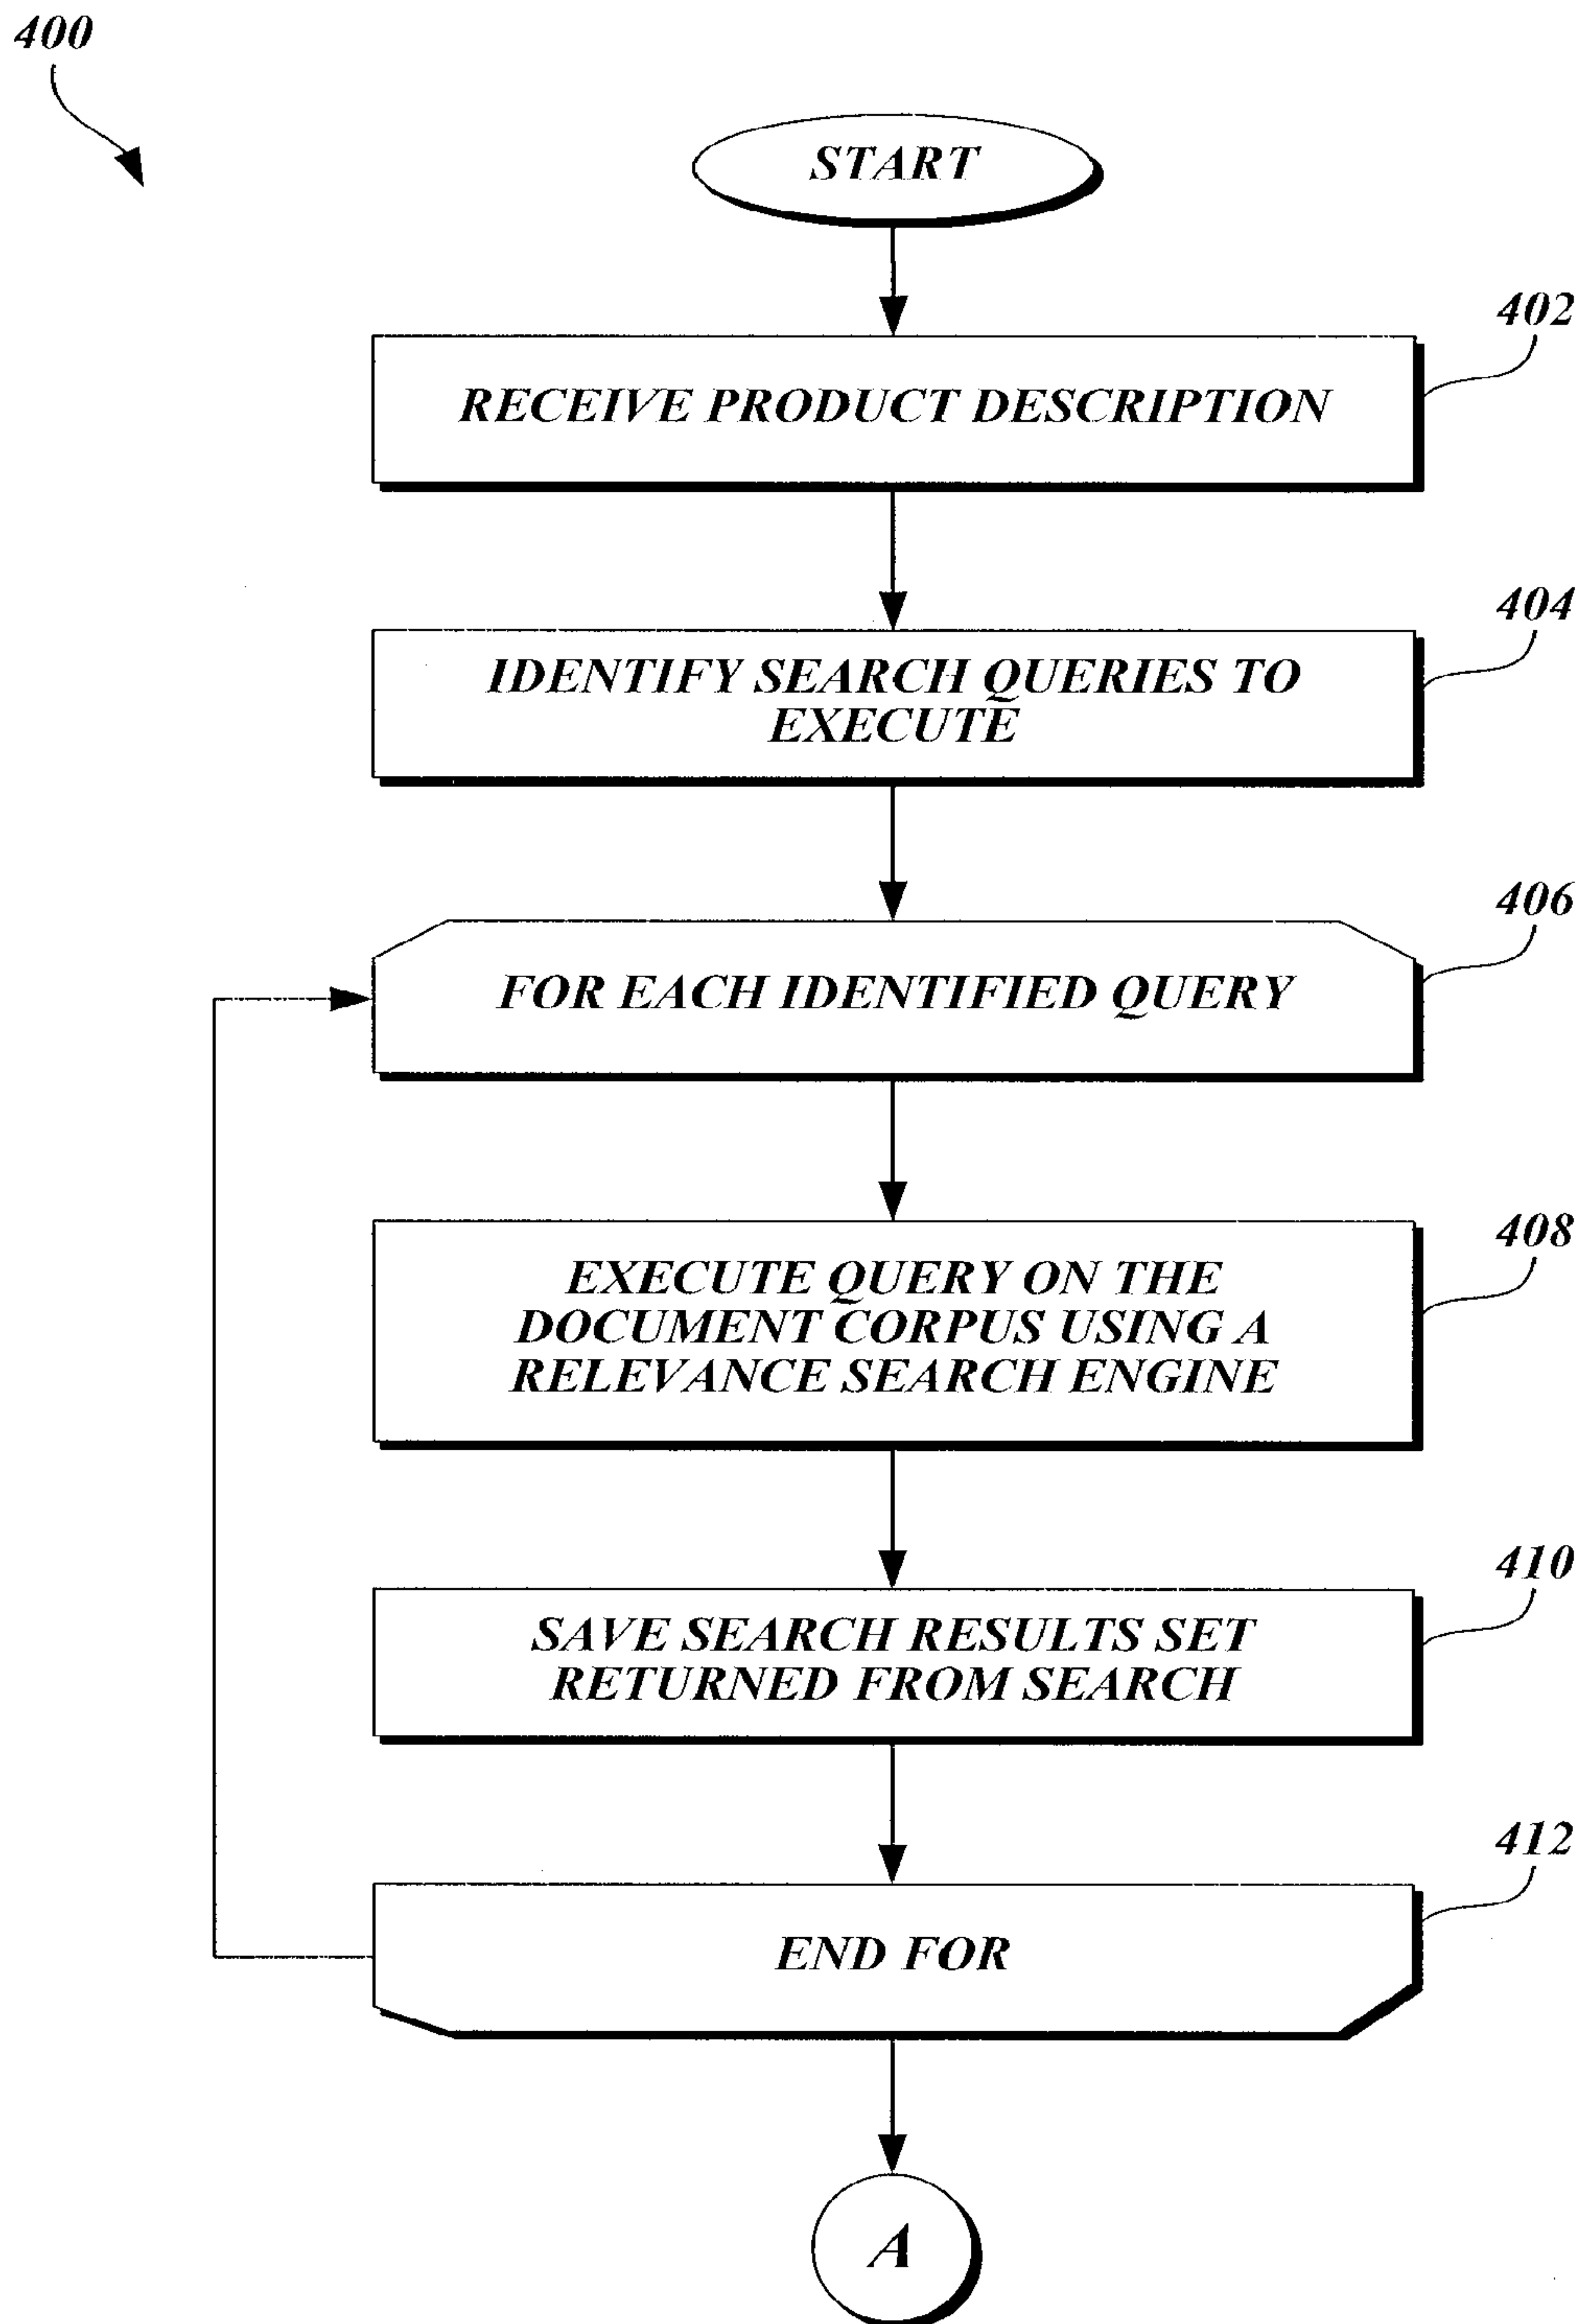 400
START
402
RECEIVE PRODUCT DESCRIPTION
404
IDENTIFY SEARCH QUERIES TO
EXECUTE
406
FOR EACH IDENTIFIED QUERY
408
EXECUTE QUERY ON THE
DOCUMENT CORPUS USING A
RELEVANCE SEARCH ENGINE
410
SAVE SEARCH RESULTS SET
RETURNED FROM SEARCH
412
END FOR
A